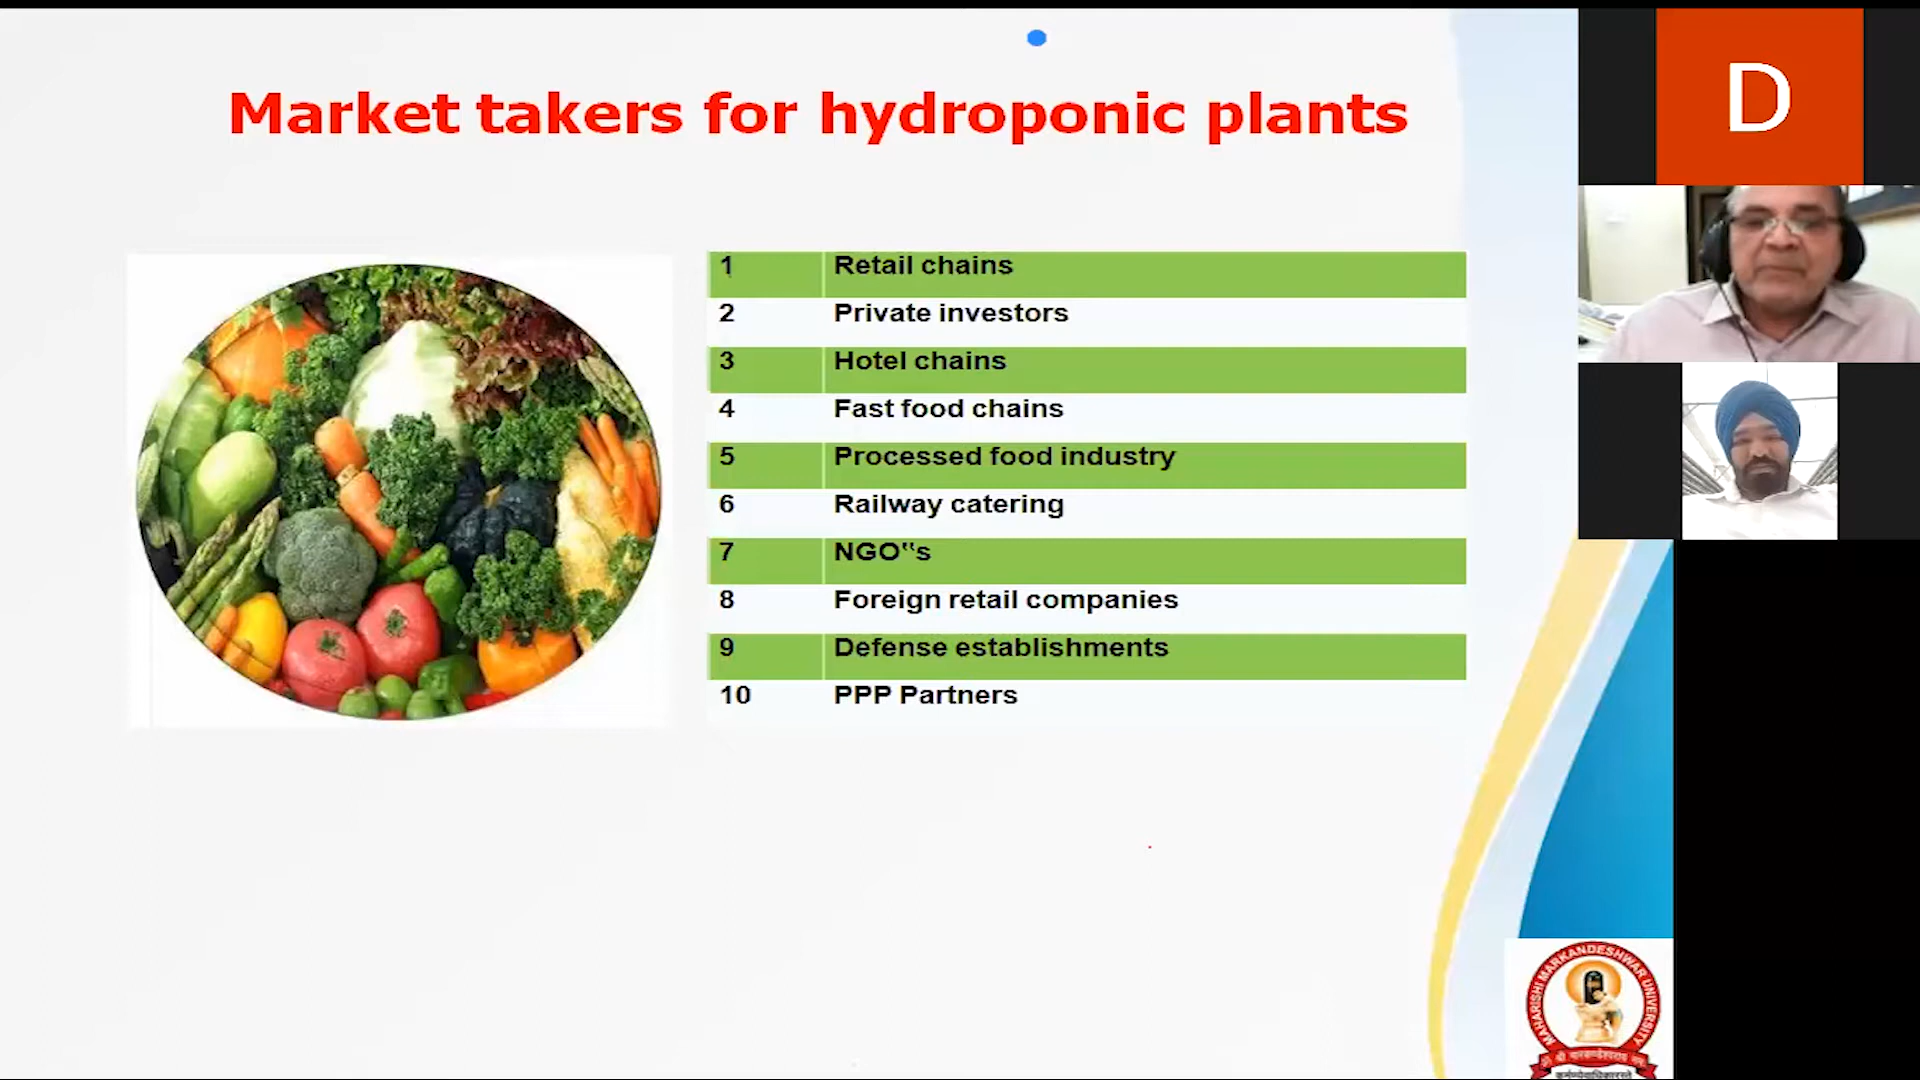 Market takers for hydroponic plants
D
1 Retail chains
2 Private investors
3 Hotel chains
4 Fast food chains
5 Processed food industry
6 Railway catering
7 NGO‟s
8 Foreign retail companies
9 Defense establishments
10 PPP Partners
MAHARISHI MARKANDESHWAR UNIVERSITY